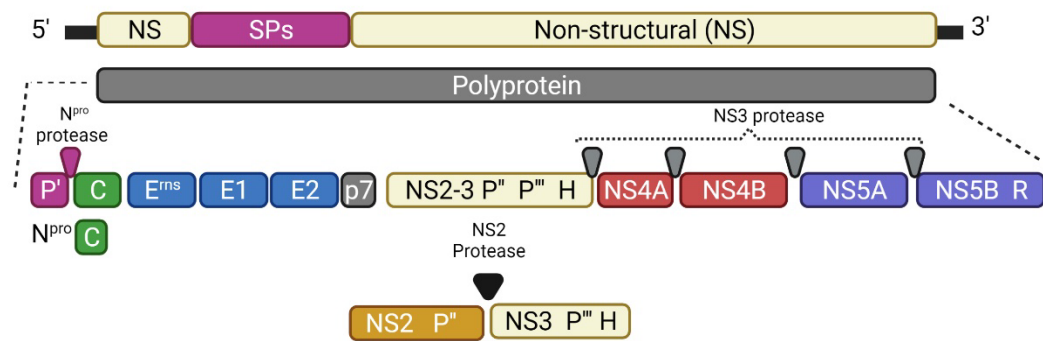 5' NS SPs Non-structural (NS) 3'
Polyprotein
Nᵖʳᵒ
protease
NS3 protease
P' C Eʳⁿˢ E1 E2 p7 NS2-3 P" P‴ H NS4A NS4B NS5A NS5B R
Nᵖʳᵒ C
NS2
Protease
NS2 P" NS3 P‴ H